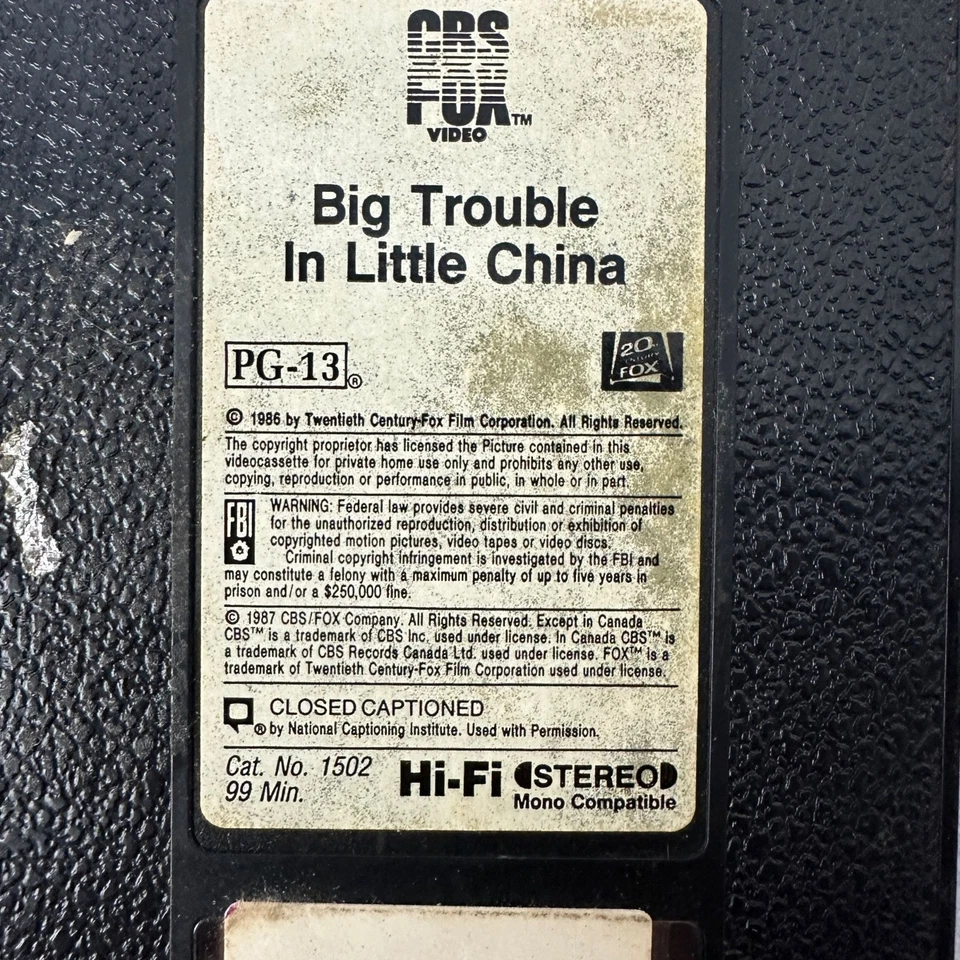 CBS
FOX™
VIDEO
Big Trouble
In Little China
PG-13®
20th
CENTURY
FOX
© 1986 by Twentieth Century-Fox Film Corporation. All Rights Reserved.
The copyright proprietor has licensed the Picture contained in this
videocassette for private home use only and prohibits any other use,
copying, reproduction or performance in public, in whole or in part.
FBI
WARNING: Federal law provides severe civil and criminal penalties
for the unauthorized reproduction, distribution or exhibition of
copyrighted motion pictures, video tapes or video discs.
Criminal copyright infringement is investigated by the FBI and
may constitute a felony with a maximum penalty of up to five years in
prison and/or a $250,000 fine.
© 1987 CBS/FOX Company. All Rights Reserved. Except in Canada
CBS™ is a trademark of CBS Inc. used under license. In Canada CBS™ is
a trademark of CBS Records Canada Ltd. used under license. FOX™ is a
trademark of Twentieth Century-Fox Film Corporation used under license.
CLOSED CAPTIONED
® by National Captioning Institute. Used with Permission.
Cat. No. 1502
99 Min.
Hi-Fi STEREO
Mono Compatible